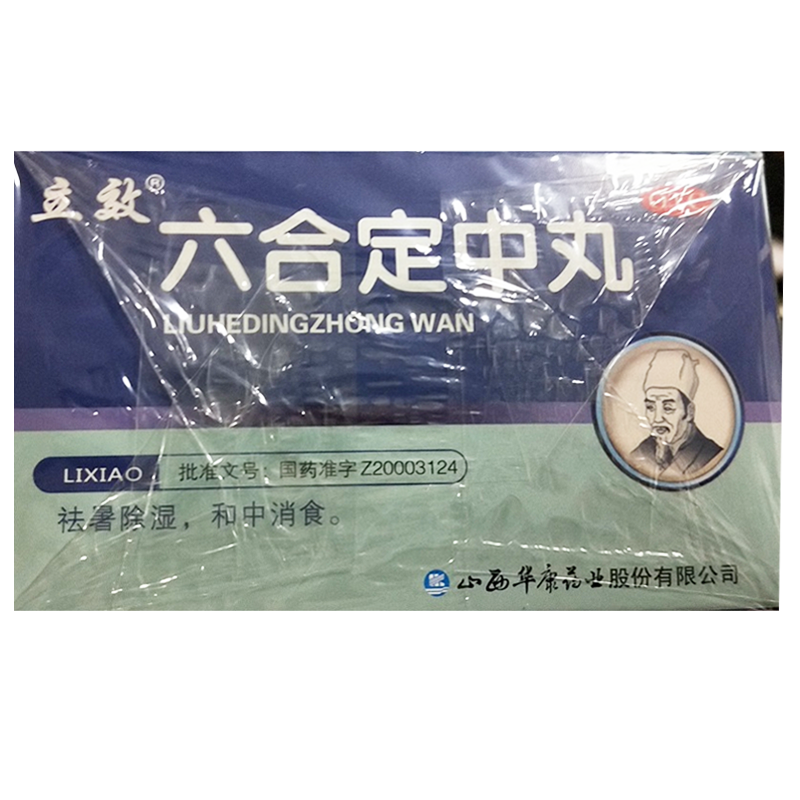 立效®
六合定中丸
OTC
LIUHEDINGZHONG WAN
LIXIAO 批准文号：国药准字Z20003124
祛暑除湿，和中消食。
山西华康药业股份有限公司